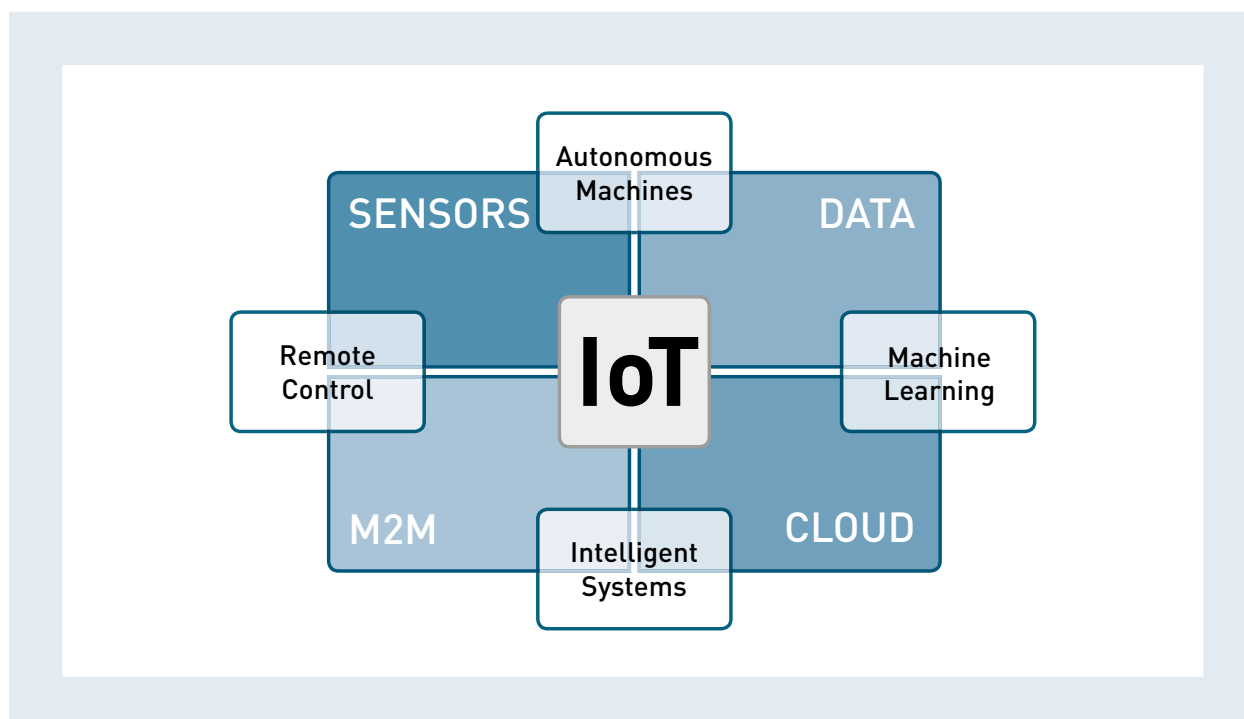 Autonomous
Machines
SENSORS
DATA
IoT
Remote
Control
Machine
Learning
M2M
CLOUD
Intelligent
Systems